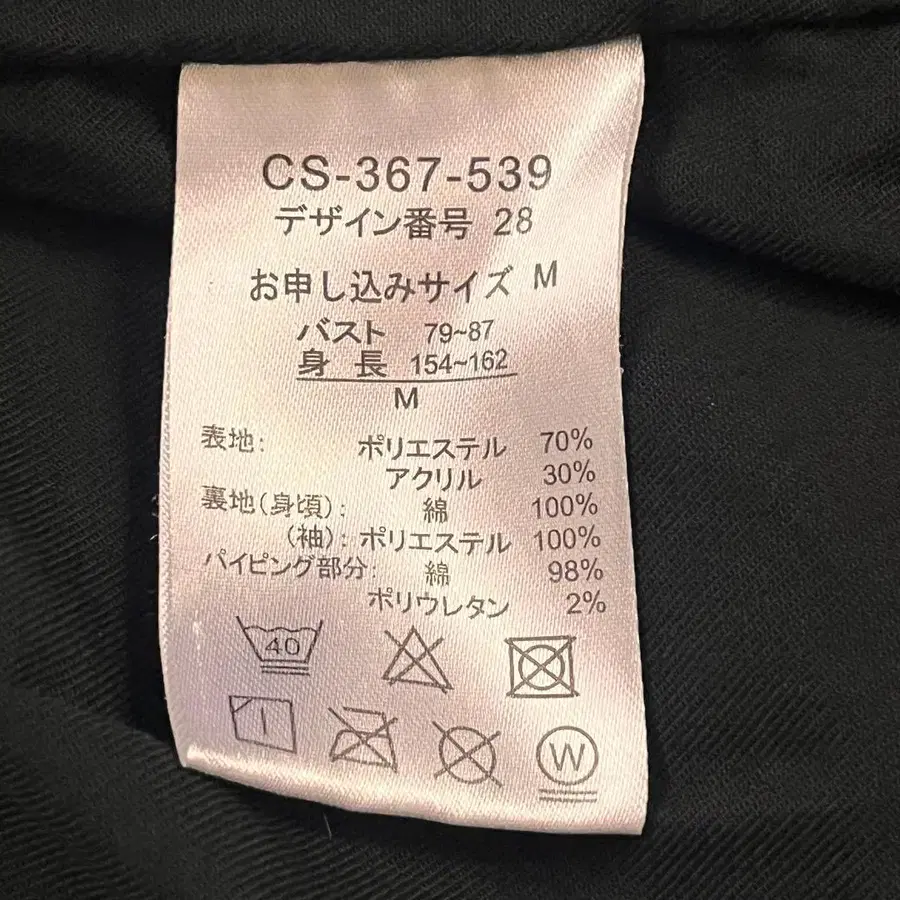 CS-367-539
デザイン番号 28
お申し込みサイズ M
バスト 79~87
身 長 154~162
M
表地: ポリエステル 70%
アクリル 30%
裏地(身頃): 綿 100%
(袖): ポリエステル 100%
パイピング部分: 綿 98%
ポリウレタン 2%
40
W